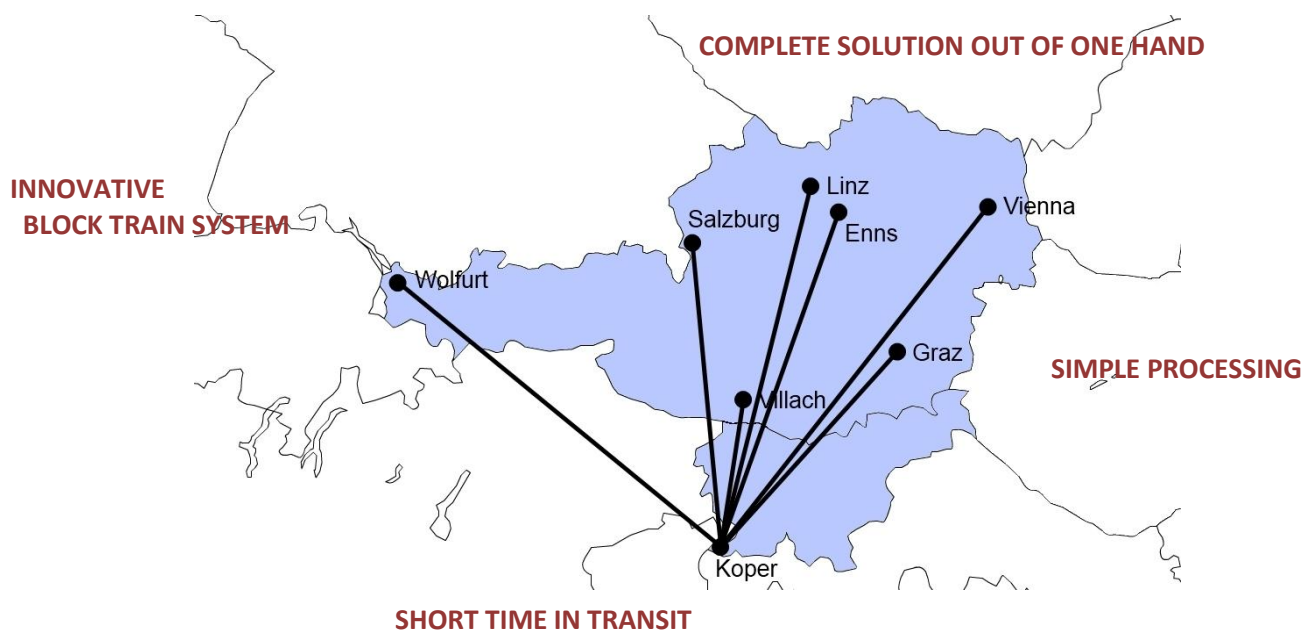 COMPLETE SOLUTION OUT OF ONE HAND
INNOVATIVE
BLOCK TRAIN SYSTEM
Linz
Vienna
Salzburg
Enns
Wolfurt
Graz
SIMPLE PROCESSING
Villach
Koper
SHORT TIME IN TRANSIT